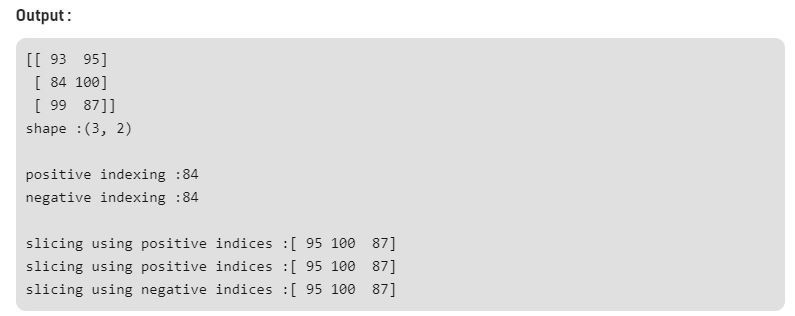 Output :
[[ 93  95]
 [ 84 100]
 [ 99  87]]
shape :(3, 2)
positive indexing :84
negative indexing :84
slicing using positive indices :[ 95 100  87]
slicing using positive indices :[ 95 100  87]
slicing using negative indices :[ 95 100  87]